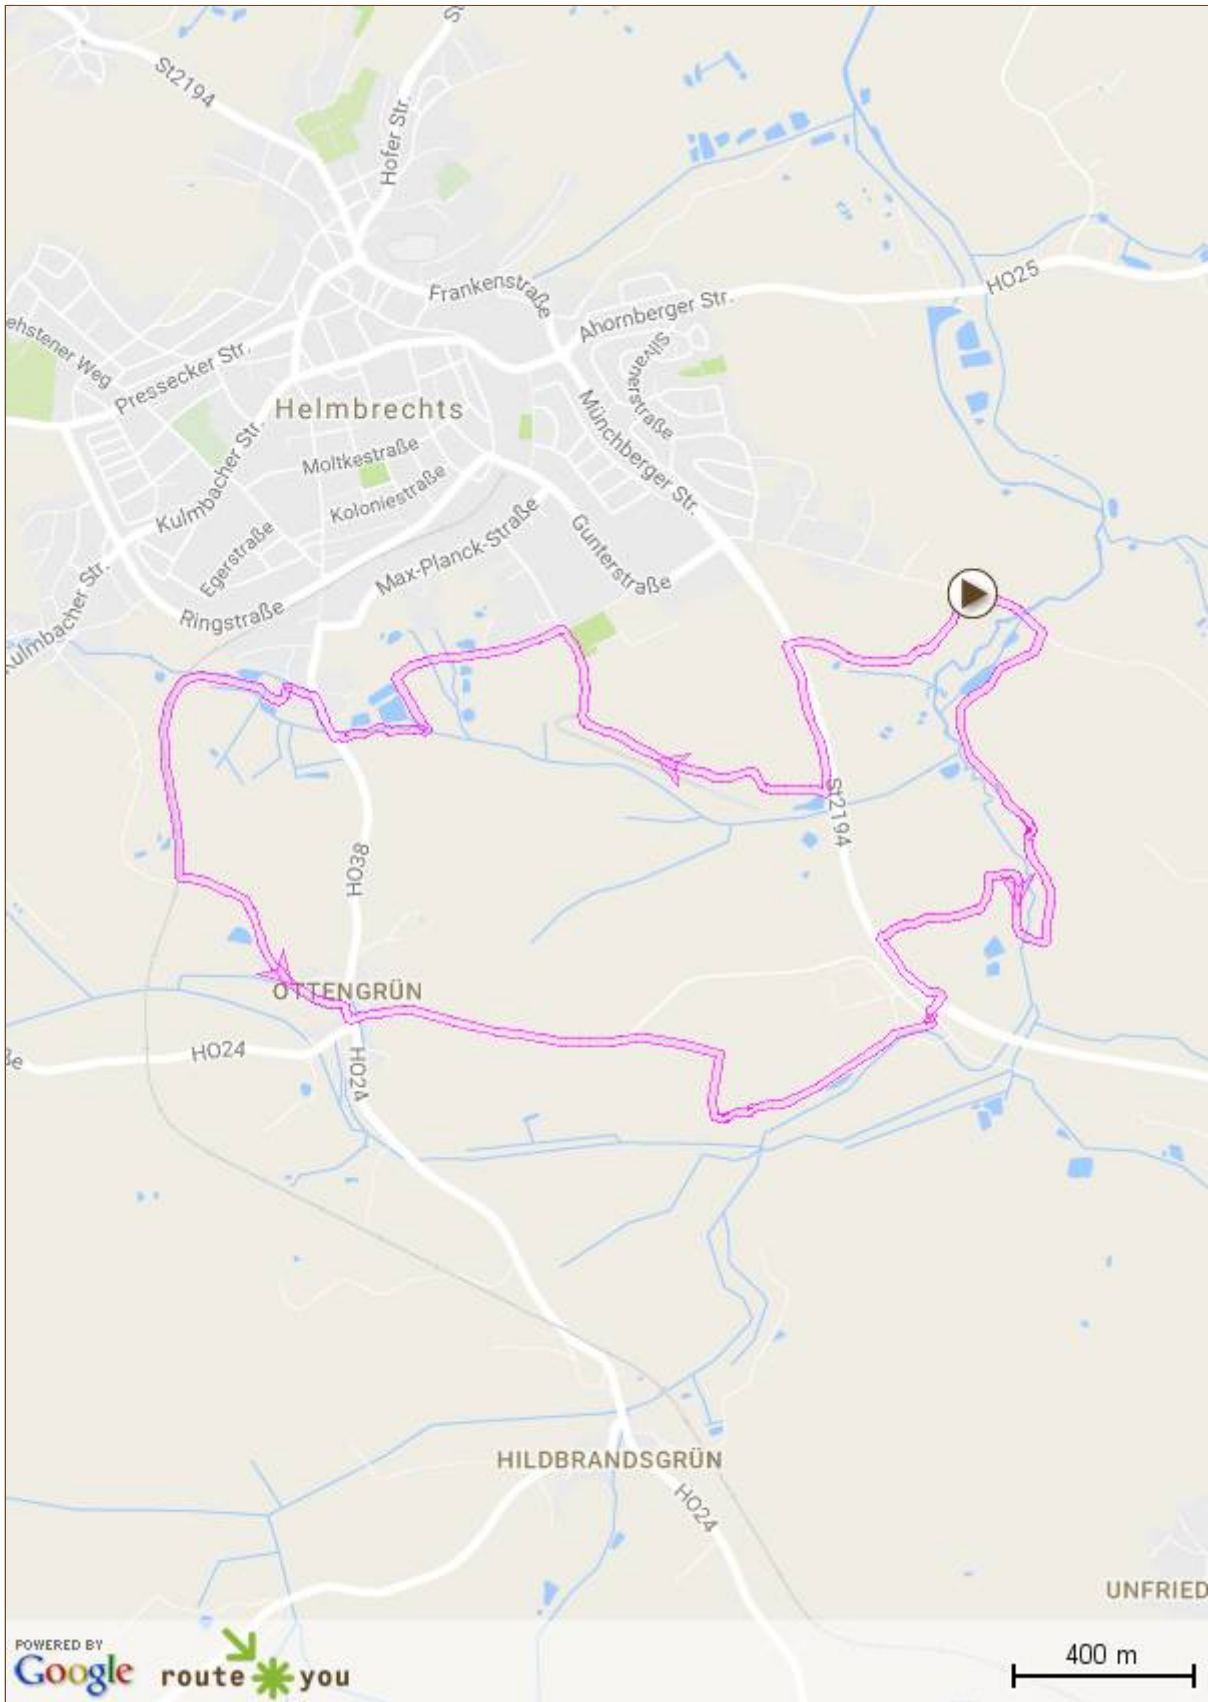 St2194
Hofer Str.
HO25
Frankenstraße
Ahornberger Str.
Silvanerstraße
ehstener Weg
Pressecker Str.
Helmbrechts
Münchberger Str.
Moltkestraße
Kulmbacher Str.
Koloniestraße
Egerstraße
Max-Planck-Straße
Gunterstraße
Kulmbacher Str.
Ringstraße
St2194
HO38
OTTENGRÜN
HO24
ße
HO24
HILDBRANDSGRÜN
HO24
UNFRIED
POWERED BY
Google
route you
400 m